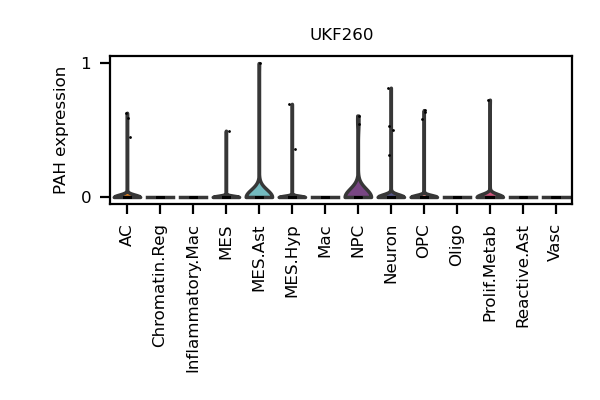 UKF260
PAH expression
1
0
AC
Chromatin.Reg
Inflammatory.Mac
MES
MES.Ast
MES.Hyp
Mac
NPC
Neuron
OPC
Oligo
Prolif.Metab
Reactive.Ast
Vasc